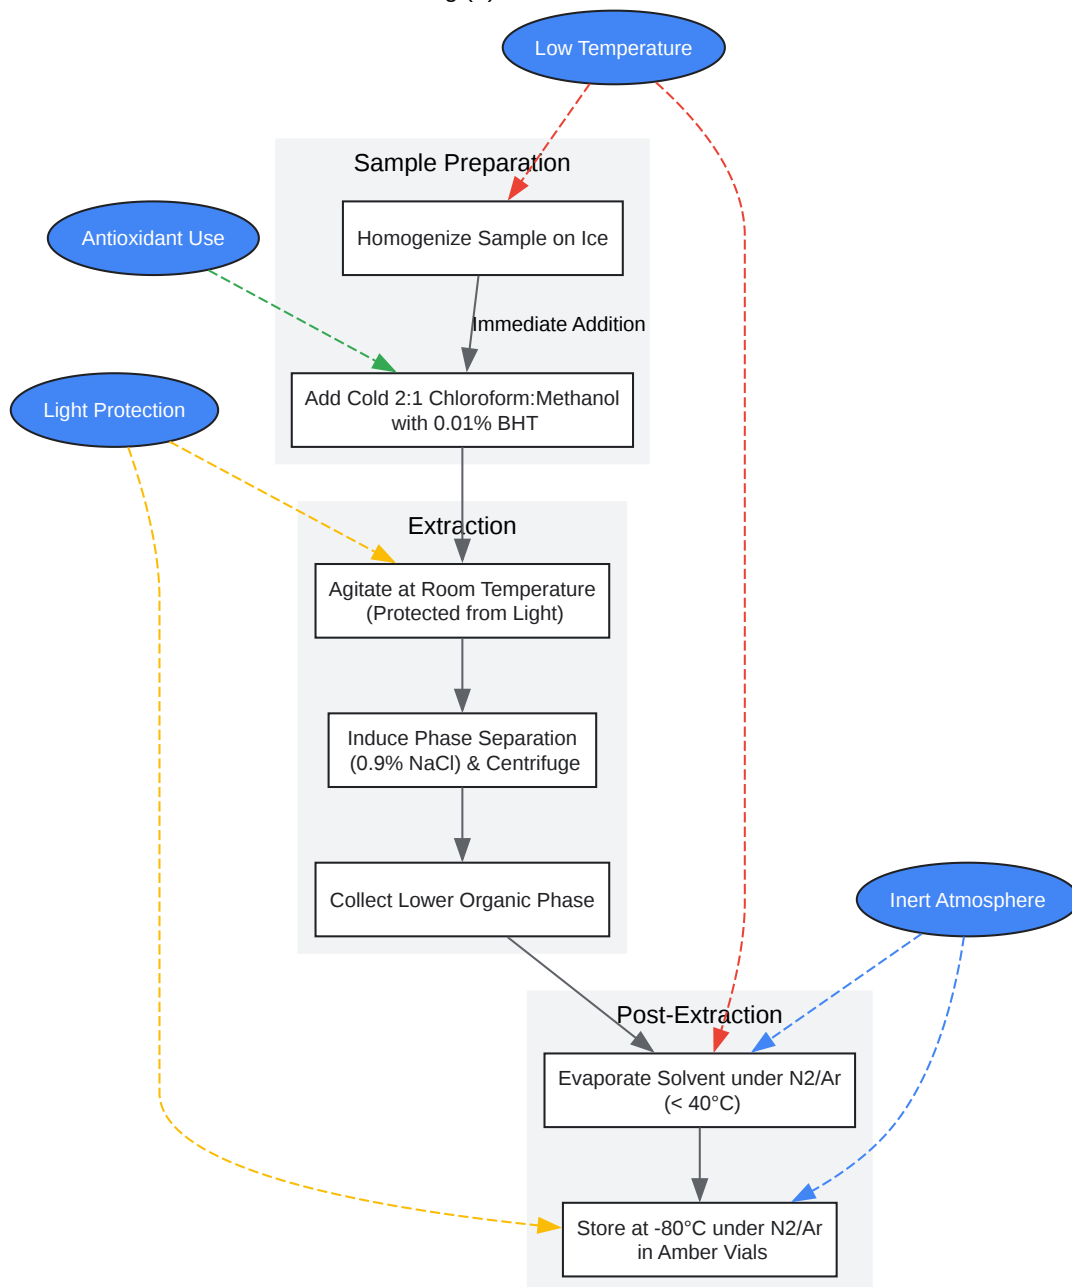 Low Temperature
Sample Preparation
Antioxidant Use
Homogenize Sample on Ice
Immediate Addition
Light Protection
Add Cold 2:1 Chloroform:Methanol
with 0.01% BHT
Extraction
Agitate at Room Temperature
(Protected from Light)
Induce Phase Separation
(0.9% NaCl) & Centrifuge
Collect Lower Organic Phase
Inert Atmosphere
Post-Extraction
Evaporate Solvent under N2/Ar
(< 40°C)
Store at -80°C under N2/Ar
in Amber Vials